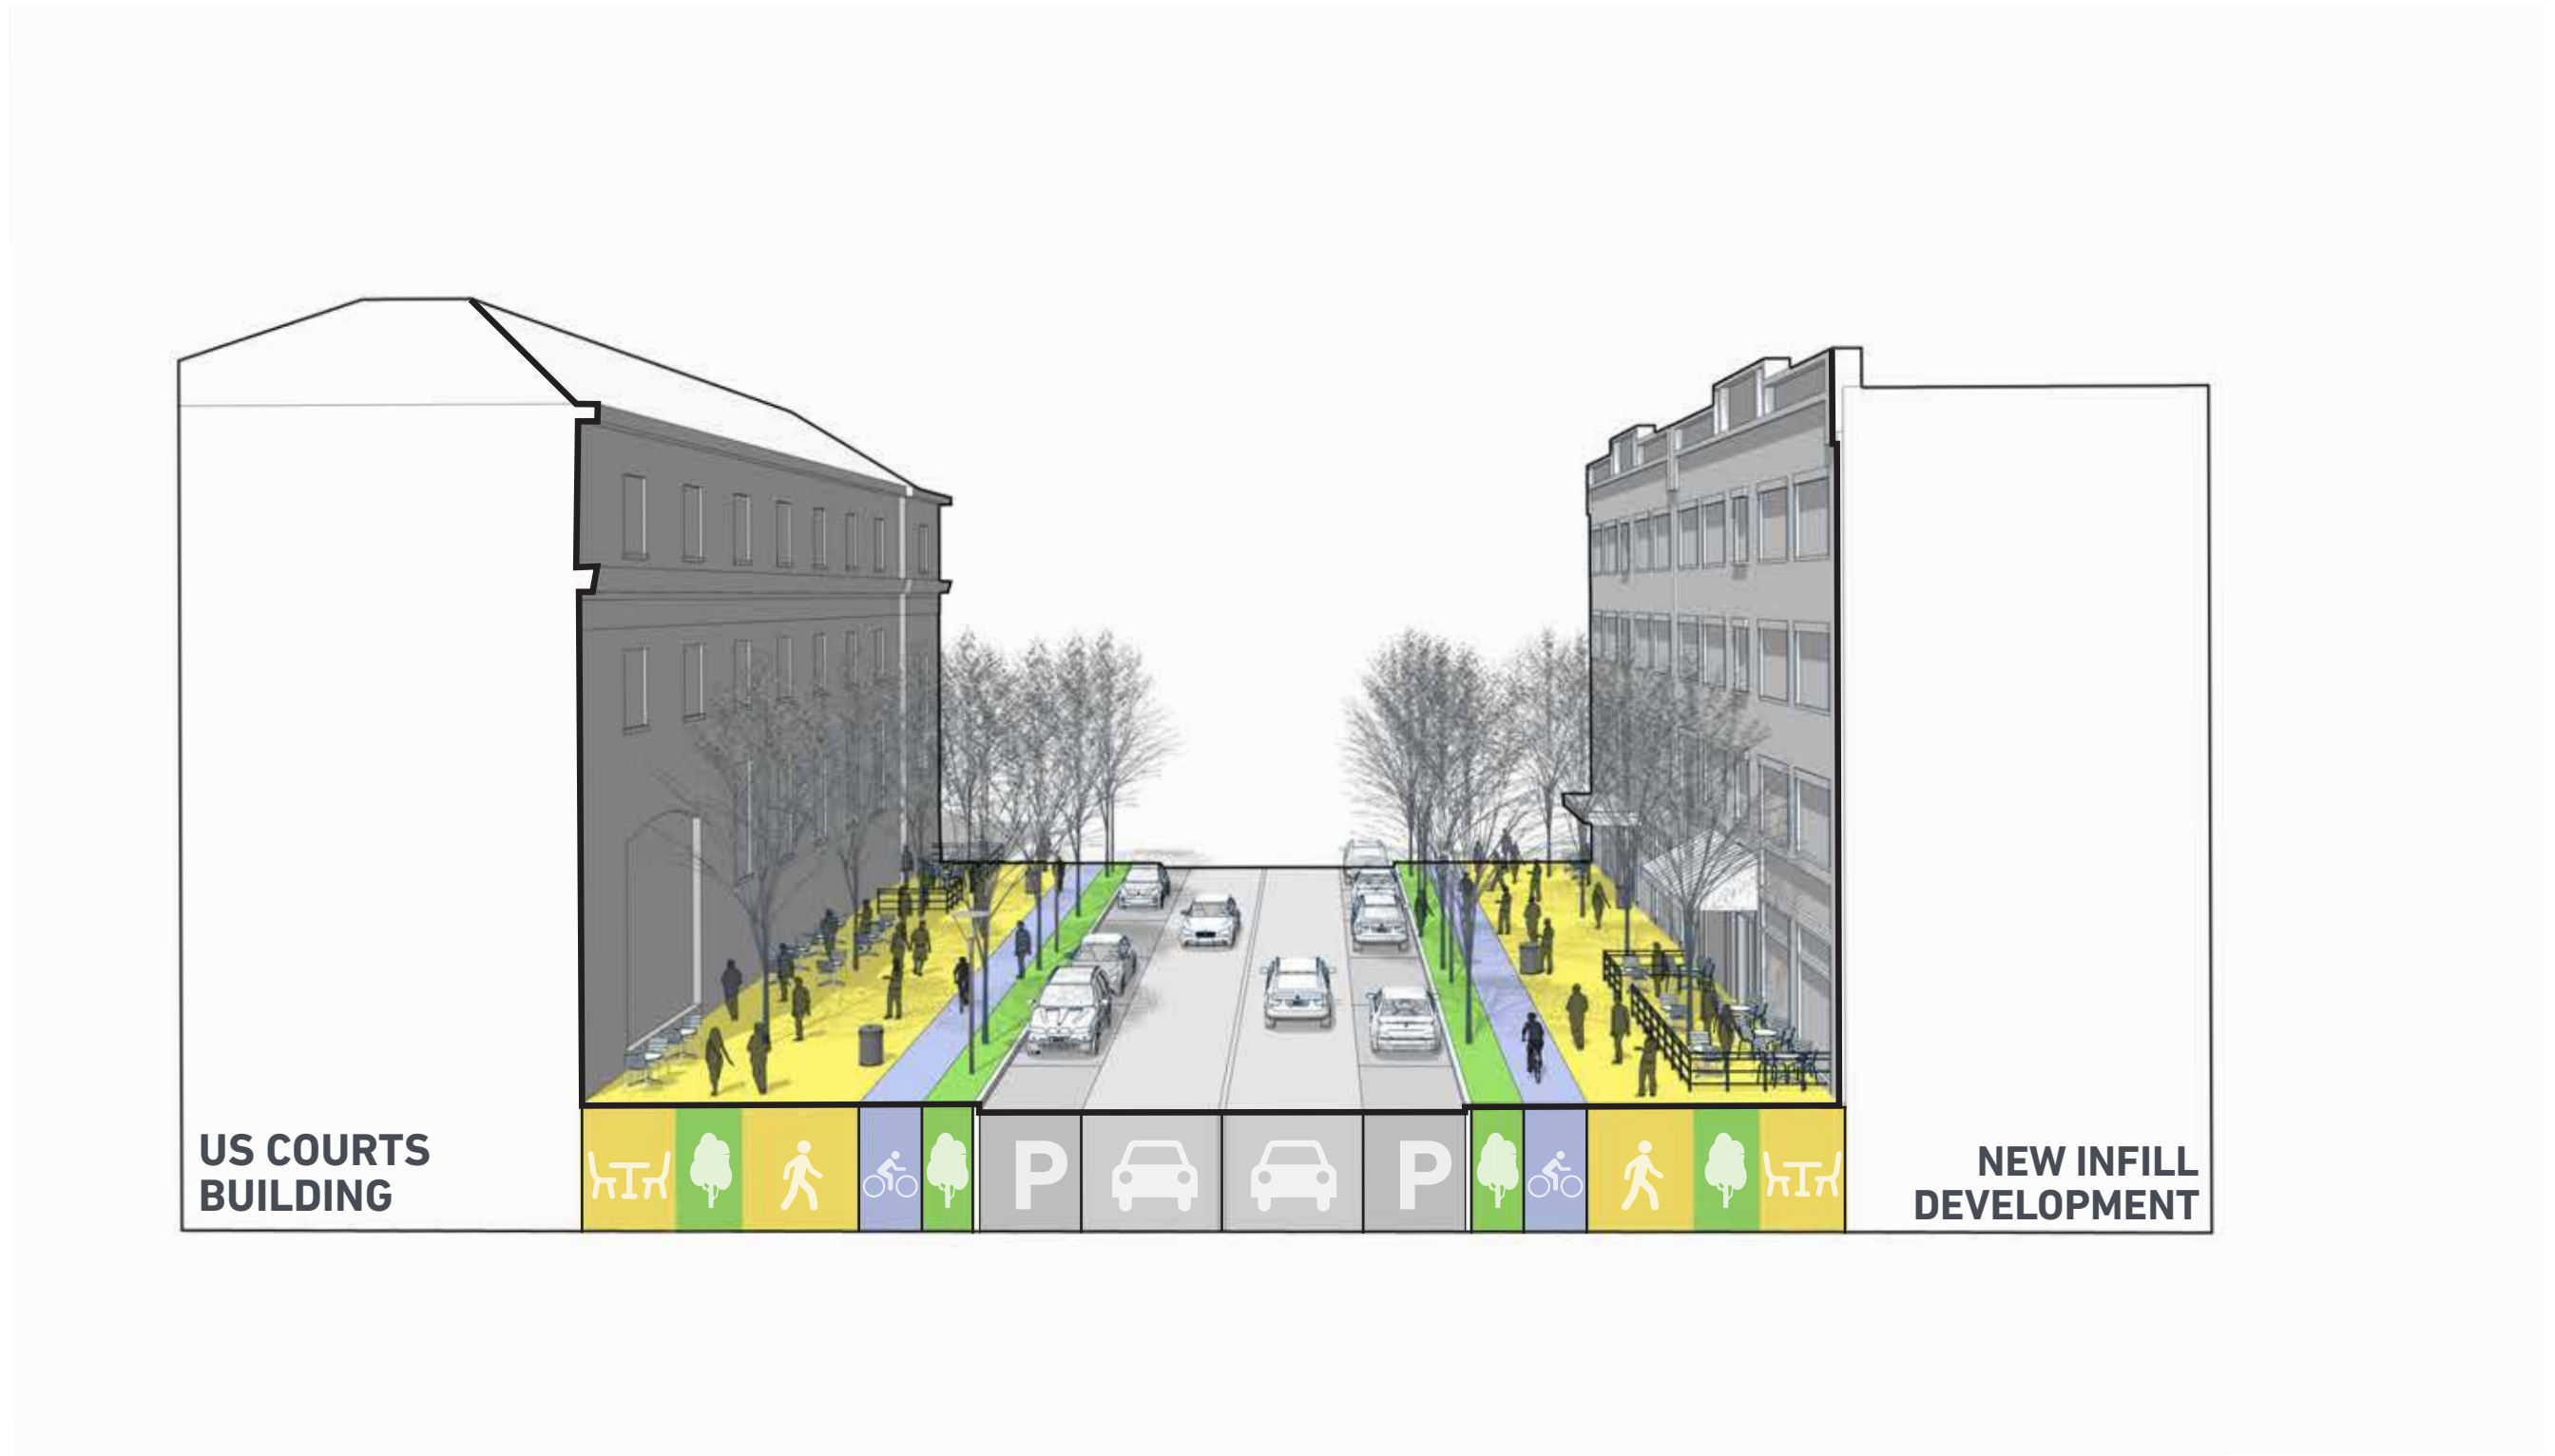 US COURTS
BUILDING
P
P
NEW INFILL
DEVELOPMENT